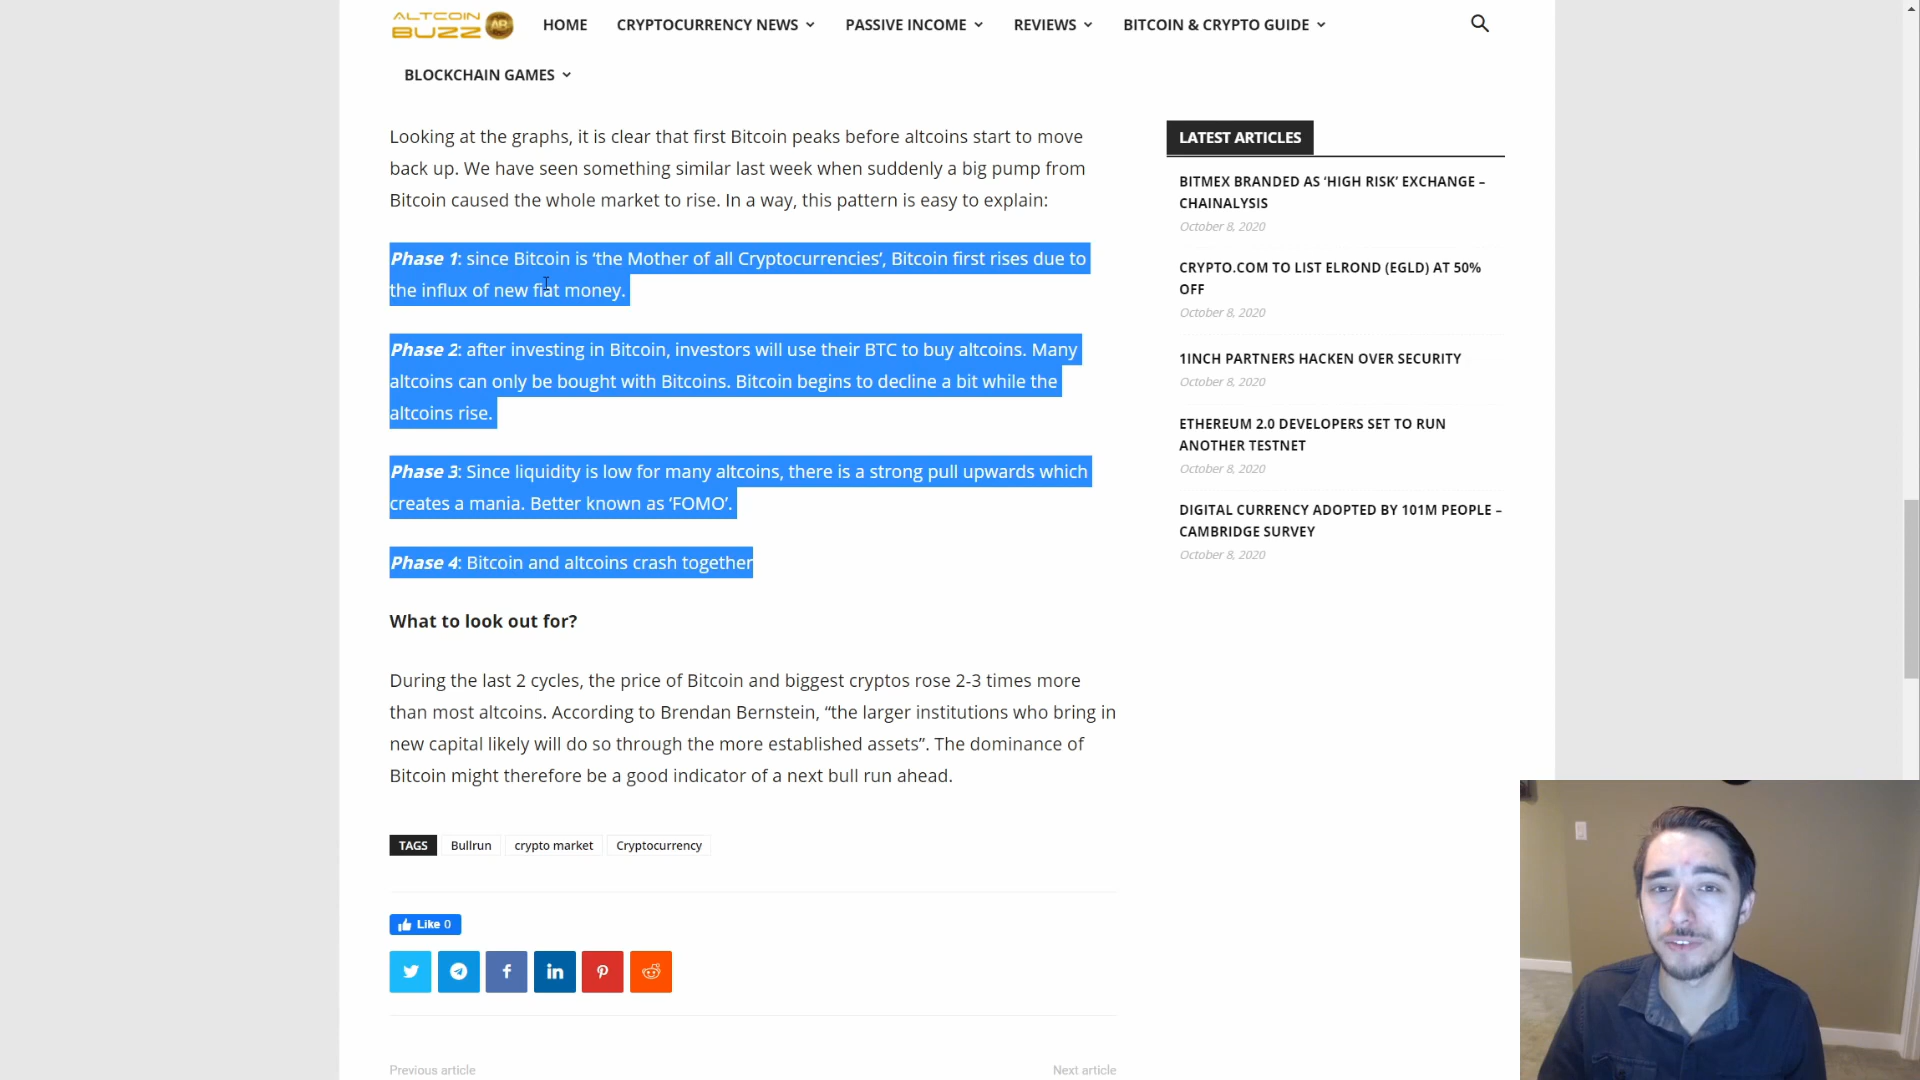 ALTCOIN
BUZZ AB
HOME
CRYPTOCURRENCY NEWS
PASSIVE INCOME
REVIEWS
BITCOIN & CRYPTO GUIDE
BLOCKCHAIN GAMES
Looking at the graphs, it is clear that first Bitcoin peaks before altcoins start to move
back up. We have seen something similar last week when suddenly a big pump from
Bitcoin caused the whole market to rise. In a way, this pattern is easy to explain:
Phase 1: since Bitcoin is ‘the Mother of all Cryptocurrencies’, Bitcoin first rises due to
the influx of new fiat money.
Phase 2: after investing in Bitcoin, investors will use their BTC to buy altcoins. Many
altcoins can only be bought with Bitcoins. Bitcoin begins to decline a bit while the
altcoins rise.
Phase 3: Since liquidity is low for many altcoins, there is a strong pull upwards which
creates a mania. Better known as ‘FOMO’.
Phase 4: Bitcoin and altcoins crash together
What to look out for?
During the last 2 cycles, the price of Bitcoin and biggest cryptos rose 2-3 times more
than most altcoins. According to Brendan Bernstein, “the larger institutions who bring in
new capital likely will do so through the more established assets”. The dominance of
Bitcoin might therefore be a good indicator of a next bull run ahead.
TAGS
Bullrun
crypto market
Cryptocurrency
Like 0
Previous article
Next article
LATEST ARTICLES
BITMEX BRANDED AS ‘HIGH RISK’ EXCHANGE –
CHAINALYSIS
October 8, 2020
CRYPTO.COM TO LIST ELROND (EGLD) AT 50%
OFF
October 8, 2020
1INCH PARTNERS HACKEN OVER SECURITY
October 8, 2020
ETHEREUM 2.0 DEVELOPERS SET TO RUN
ANOTHER TESTNET
October 8, 2020
DIGITAL CURRENCY ADOPTED BY 101M PEOPLE –
CAMBRIDGE SURVEY
October 8, 2020